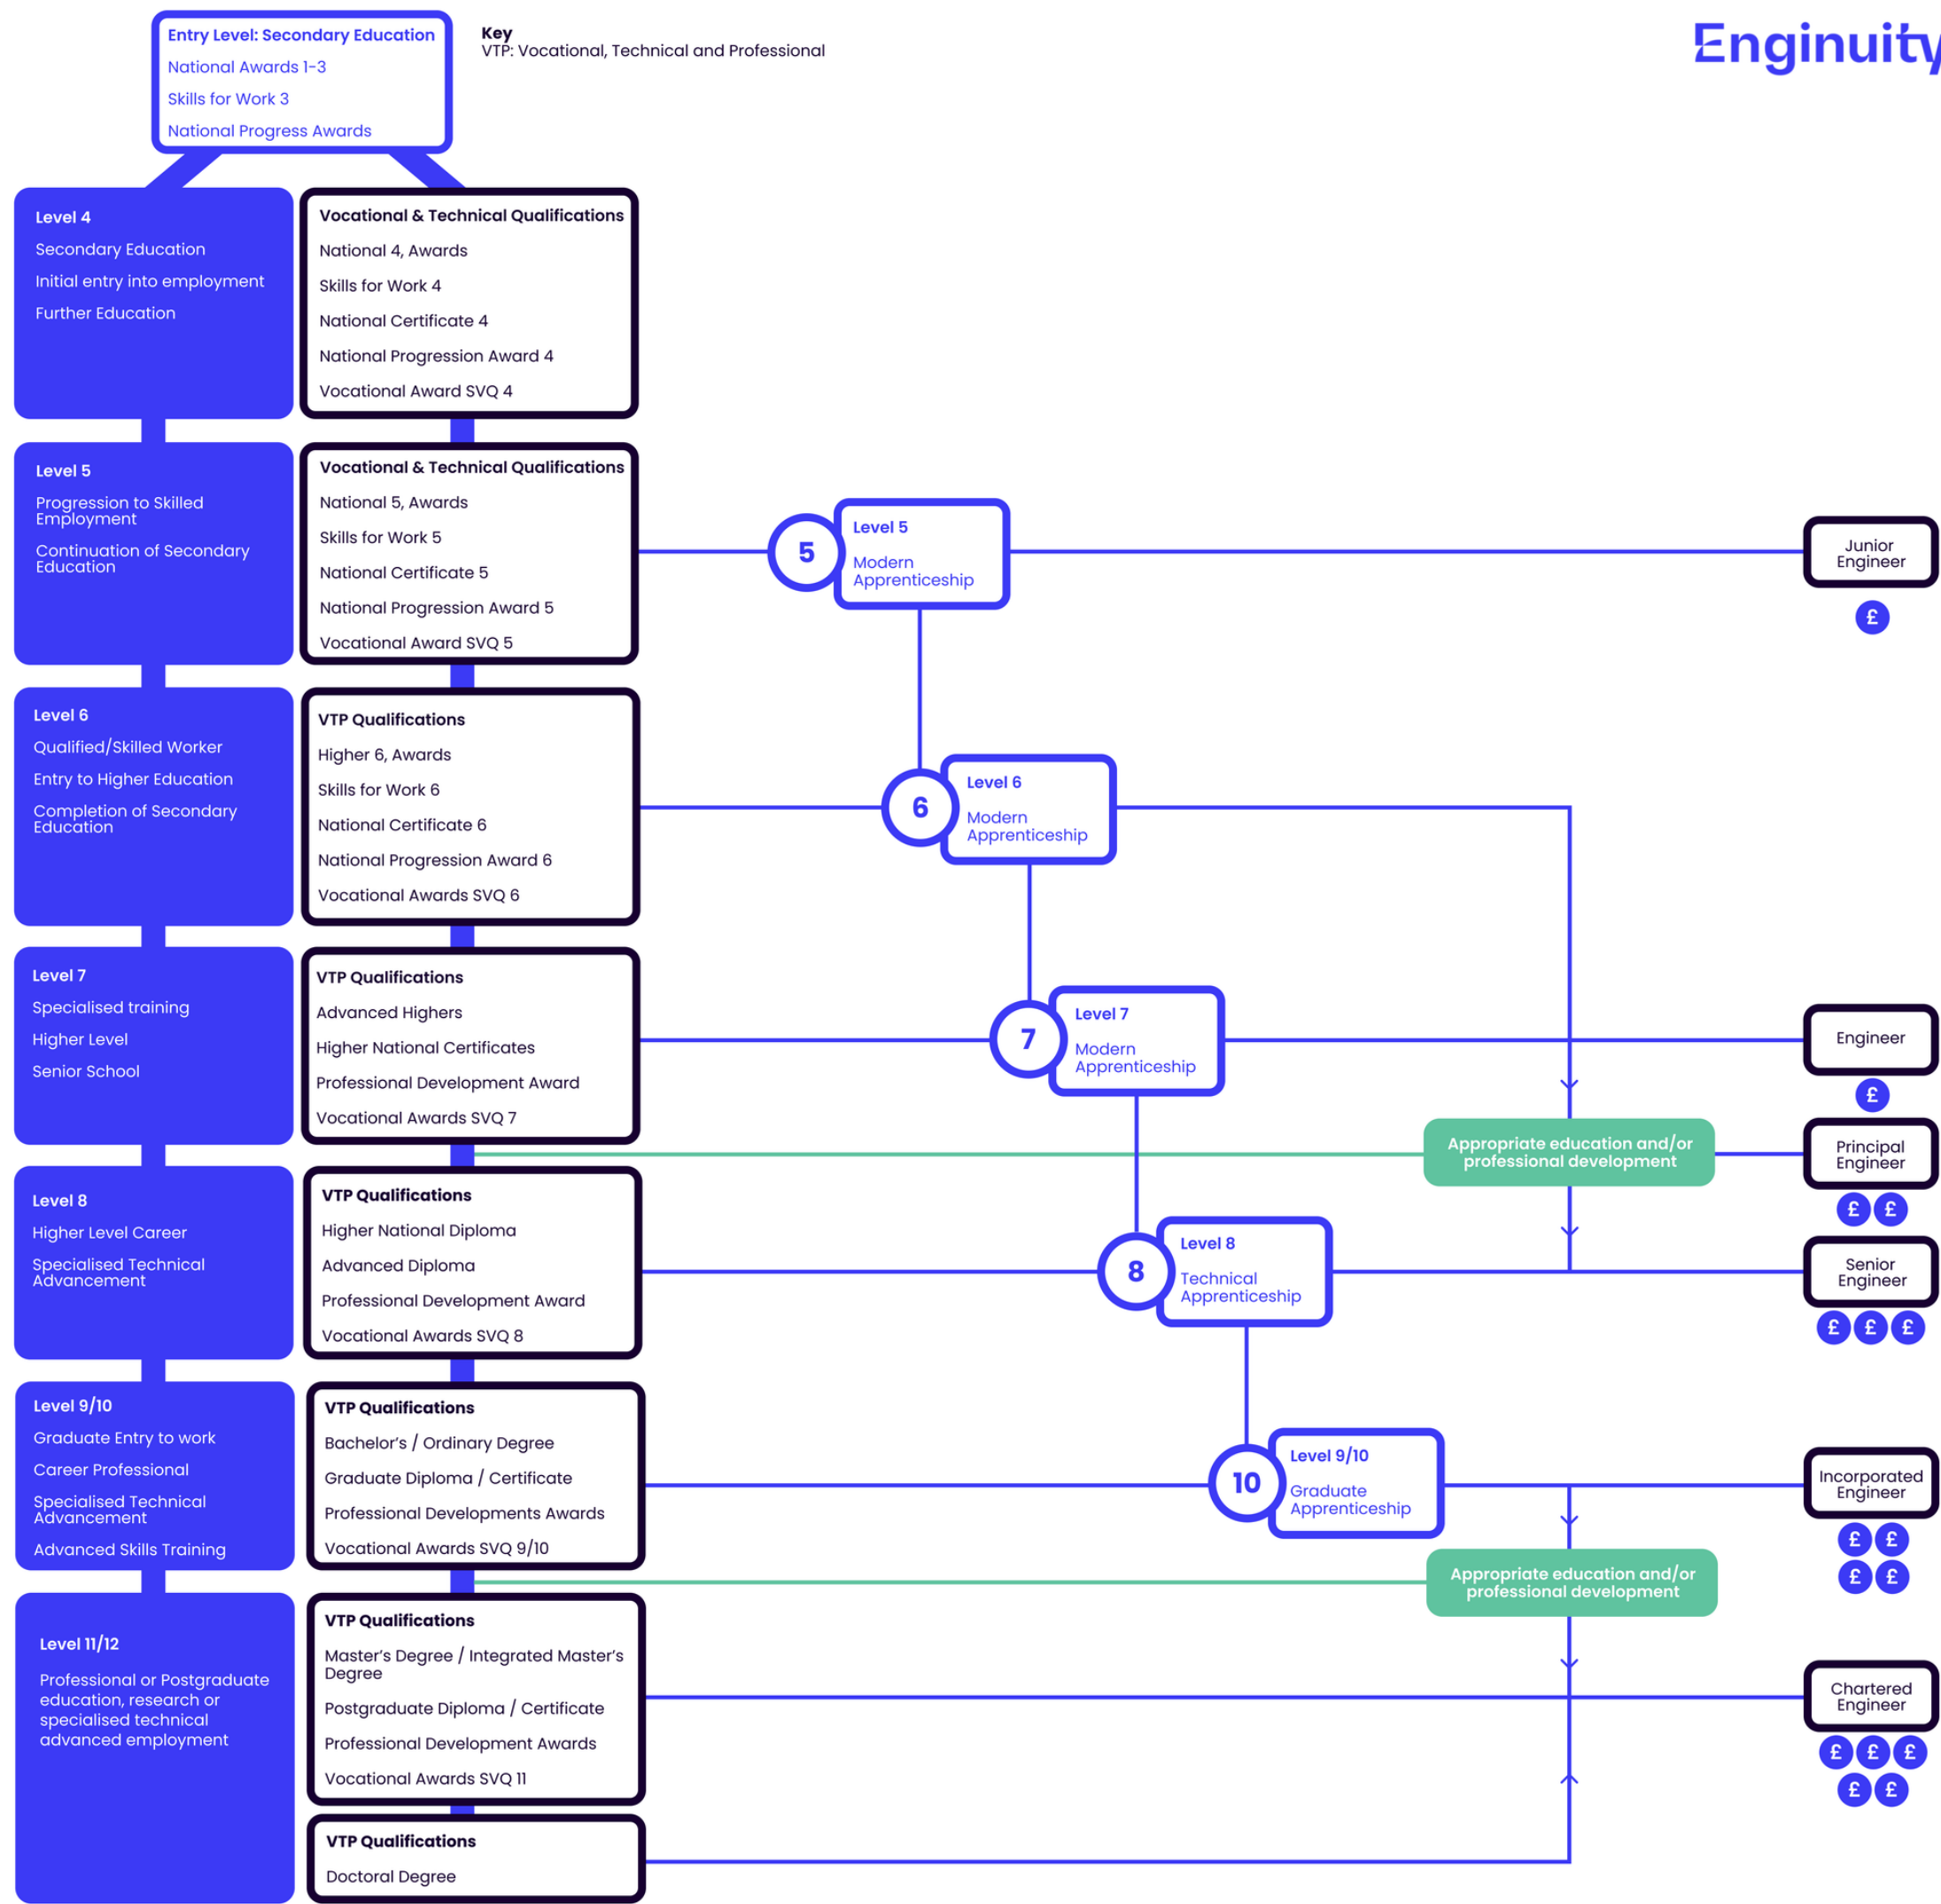 Entry Level: Secondary Education
National Awards 1-3
Skills for Work 3
National Progress Awards
Key
VTP: Vocational, Technical and Professional
Enginuity
Level 4
Secondary Education
Initial entry into employment
Further Education
Vocational & Technical Qualifications
National 4, Awards
Skills for Work 4
National Certificate 4
National Progression Award 4
Vocational Award SVQ 4
Level 5
Progression to Skilled
Employment
Continuation of Secondary
Education
Vocational & Technical Qualifications
National 5, Awards
Skills for Work 5
National Certificate 5
National Progression Award 5
Vocational Award SVQ 5
5
Level 5
Modern
Apprenticeship
Junior
Engineer
£
Level 6
Qualified/Skilled Worker
Entry to Higher Education
Completion of Secondary
Education
VTP Qualifications
Higher 6, Awards
Skills for Work 6
National Certificate 6
National Progression Award 6
Vocational Awards SVQ 6
6
Level 6
Modern
Apprenticeship
Level 7
Specialised training
Higher Level
Senior School
VTP Qualifications
Advanced Highers
Higher National Certificates
Professional Development Award
Vocational Awards SVQ 7
7
Level 7
Modern
Apprenticeship
Engineer
£
Appropriate education and/or
professional development
Principal
Engineer
£ £
Level 8
Higher Level Career
Specialised Technical
Advancement
VTP Qualifications
Higher National Diploma
Advanced Diploma
Professional Development Award
Vocational Awards SVQ 8
8
Level 8
Technical
Apprenticeship
Senior
Engineer
£ £ £
Level 9/10
Graduate Entry to work
Career Professional
Specialised Technical
Advancement
Advanced Skills Training
VTP Qualifications
Bachelor's / Ordinary Degree
Graduate Diploma / Certificate
Professional Developments Awards
Vocational Awards SVQ 9/10
10
Level 9/10
Graduate
Apprenticeship
Incorporated
Engineer
£ £
£ £
Appropriate education and/or
professional development
Level 11/12
Professional or Postgraduate
education, research or
specialised technical
advanced employment
VTP Qualifications
Master's Degree / Integrated Master's
Degree
Postgraduate Diploma / Certificate
Professional Development Awards
Vocational Awards SVQ 11
Chartered
Engineer
£ £ £
£ £
VTP Qualifications
Doctoral Degree